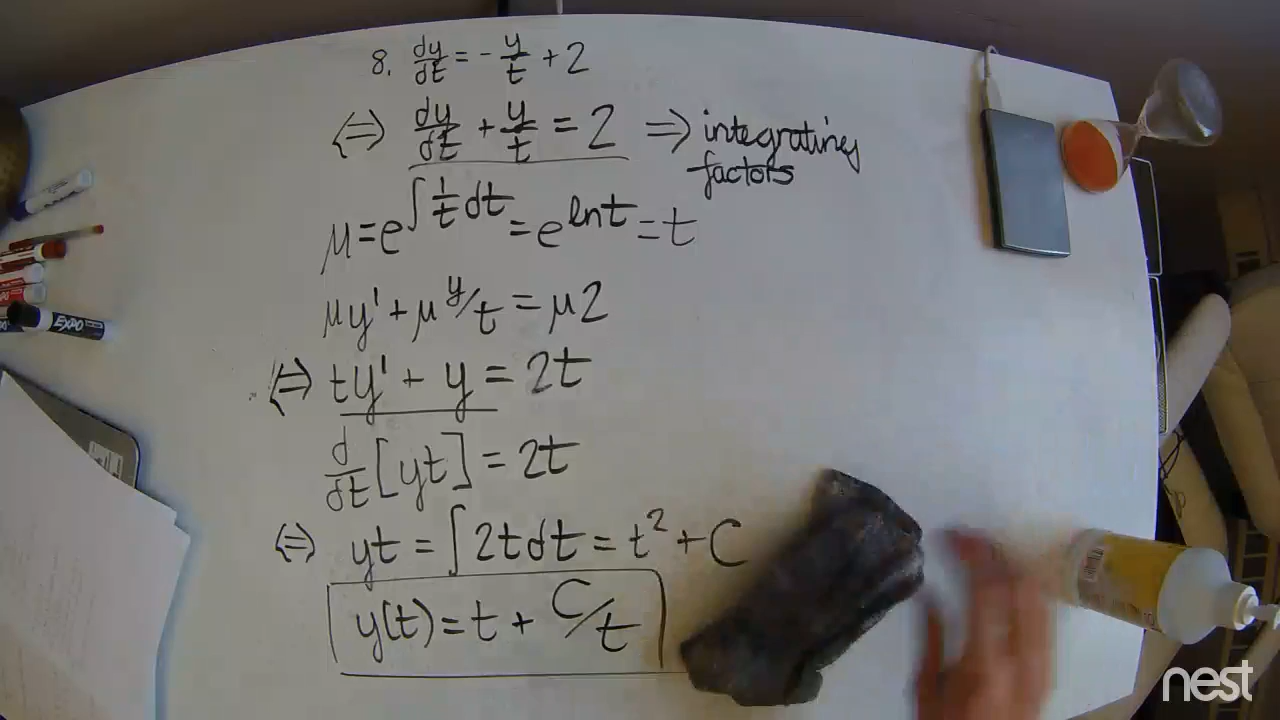 8. dy/dt = - y/t + 2
⇔ dy/dt + y/t = 2 ⇒ integrating factors
μ = e^∫ 1/t dt = e^ln t = t
μy' + μ y/t = μ2
⇔ ty' + y = 2t
d/dt [yt] = 2t
⇔ yt = ∫ 2t dt = t² + C
y(t) = t + C/t
EXPO
nest